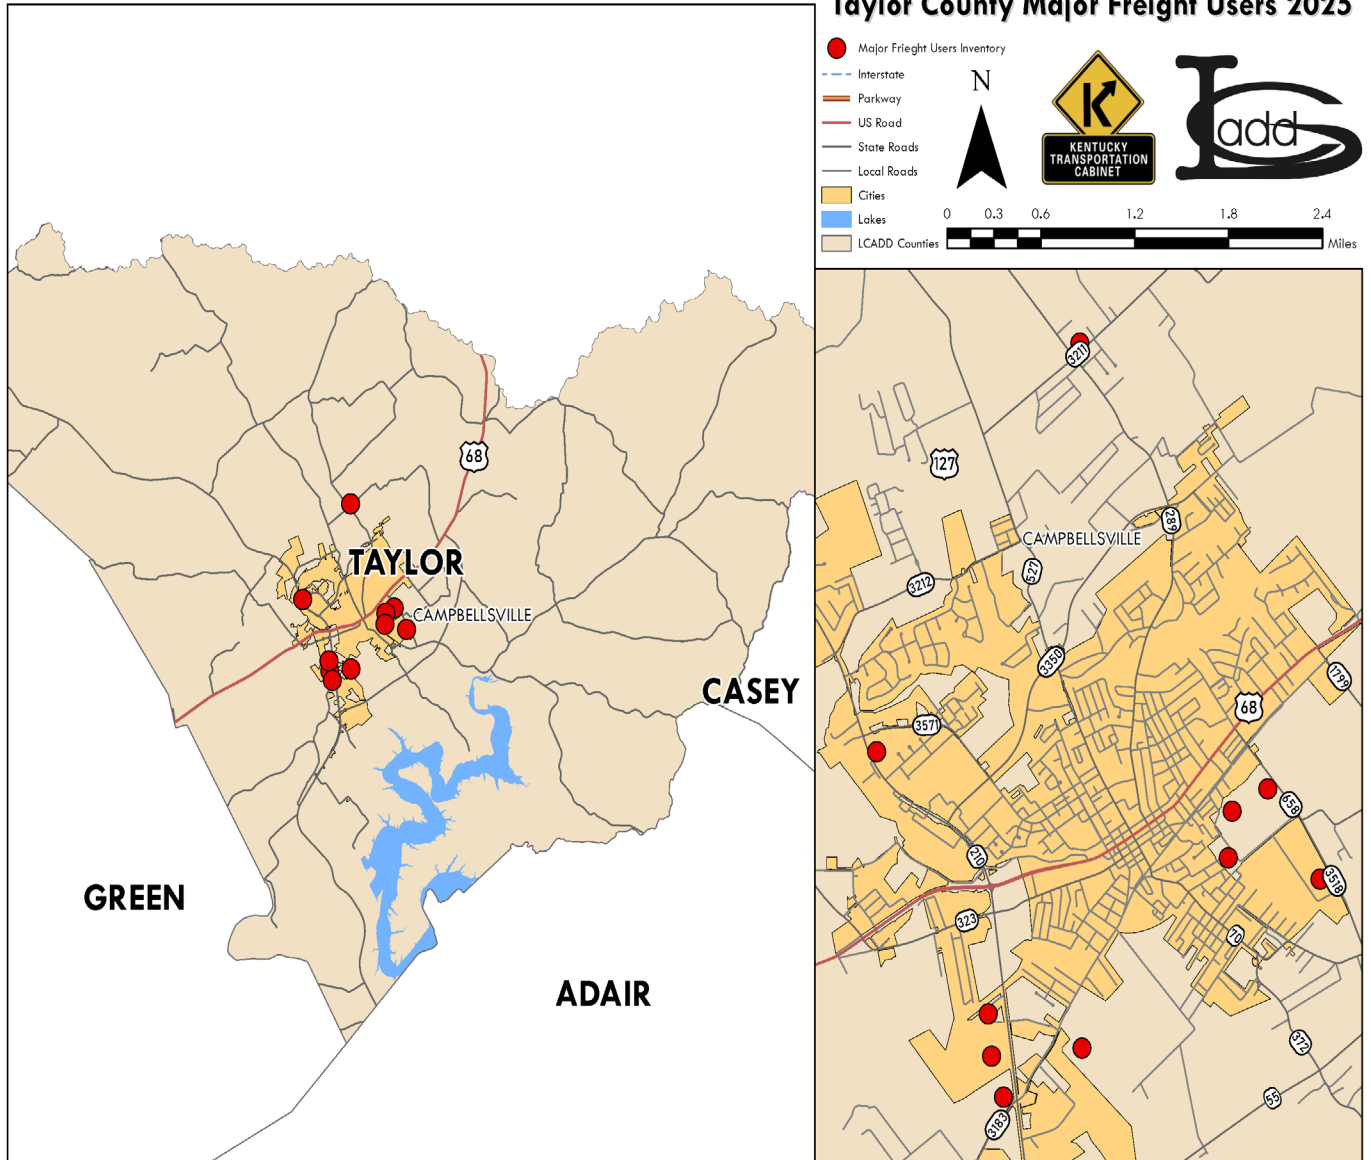 Taylor County Major Freight Users 2025
Major Frieght Users Inventory
Interstate
Parkway
US Road
State Roads
Local Roads
Cities
Lakes
LCADD Counties
N
KENTUCKY
TRANSPORTATION
CABINET
L
C
add
0 0.3 0.6 1.2 1.8 2.4
Miles
68
TAYLOR
CAMPBELLSVILLE
CASEY
GREEN
ADAIR
3211
127
289
CAMPBELLSVILLE
527
3212
3350
1799
68
3571
658
210
3518
323
70
372
55
3183